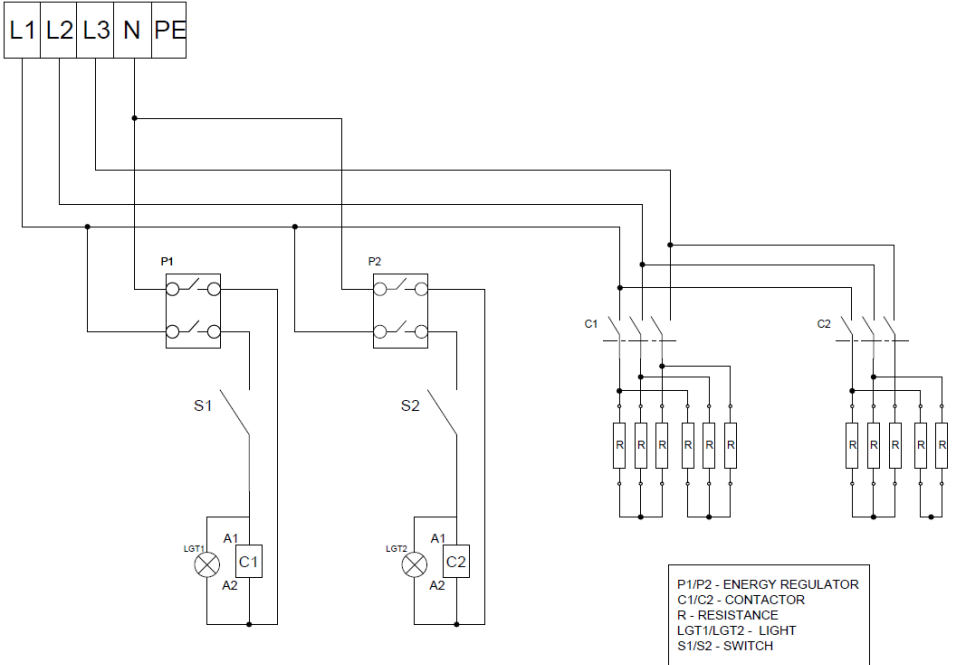 L1 L2 L3 N PE
P1
P2
C1
C2
S1
S2
R R R R R R
R R R R R
LGT1
A1
C1
A2
LGT2
A1
C2
A2
P1/P2 - ENERGY REGULATOR
C1/C2 - CONTACTOR
R - RESISTANCE
LGT1/LGT2 - LIGHT
S1/S2 - SWITCH